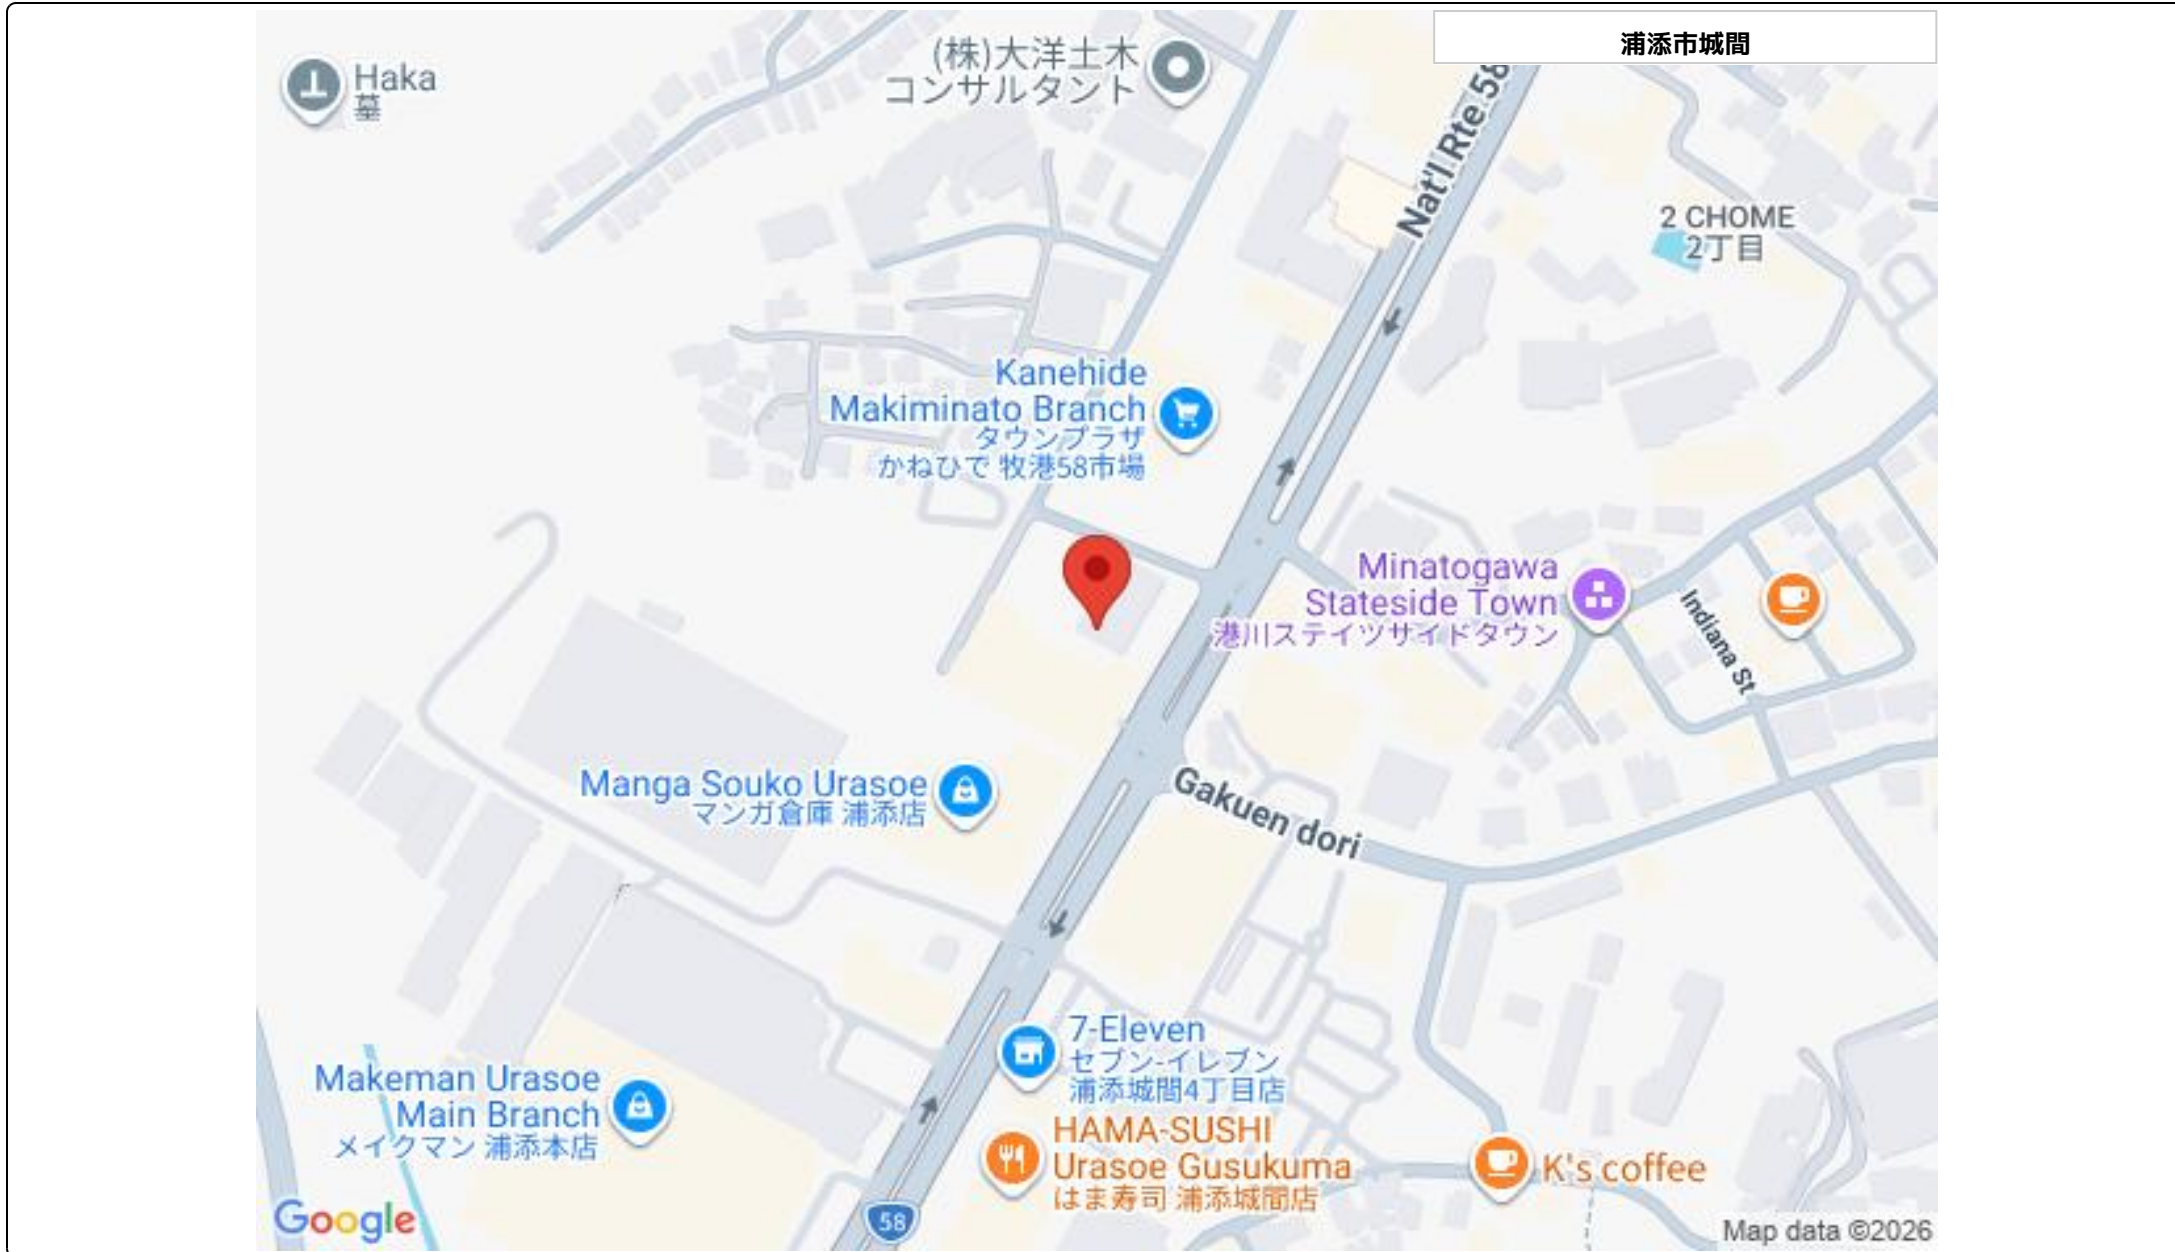 浦添市城間
Haka
墓
(株)大洋土木
コンサルタント
Nat'l Rte 58
2 CHOME
2丁目
Kanehide
Makiminato Branch
タウンプラザ
かねひで 牧港58市場
Minatogawa
Stateside Town
港川ステイツサイドタウン
Indiana St
Manga Souko Urasoe
マンガ倉庫 浦添店
Gakuen dori
7-Eleven
セブン-イレブン
浦添城間4丁目店
Makeman Urasoe
Main Branch
メイクマン 浦添本店
HAMA-SUSHI
Urasoe Gusukuma
はま寿司 浦添城間店
K's coffee
58
Google
Map data ©2026